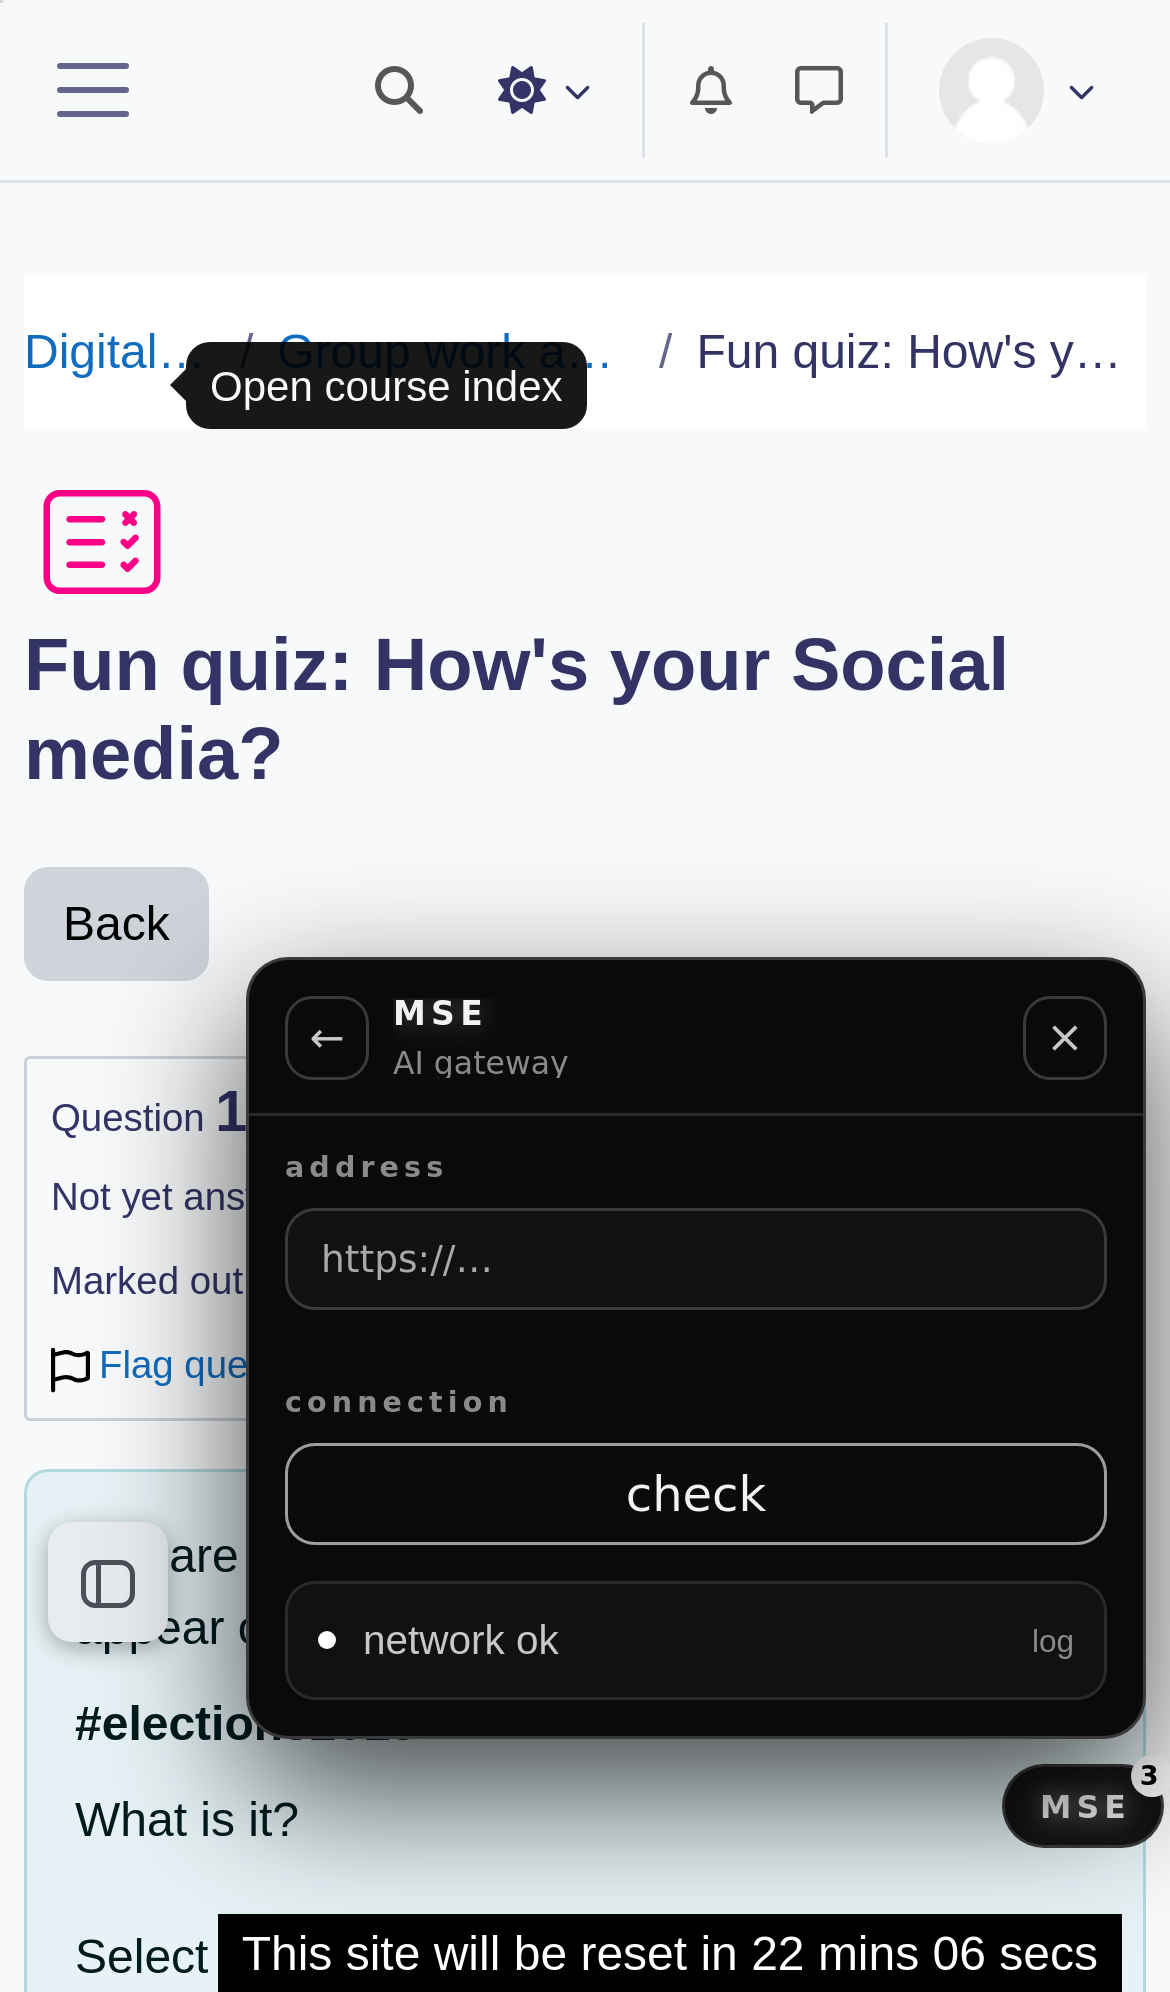 Digital… / Group work a… / Fun quiz: How's y…
Open course index
Fun quiz: How's your Social
media?
Back
MSE
AI gateway
Question 1
Not yet ans
Marked out
Flag que
address
https://...
connection
check
network ok
log
are
appear
#election
What is it?
MSE
3
Select
This site will be reset in 22 mins 06 secs